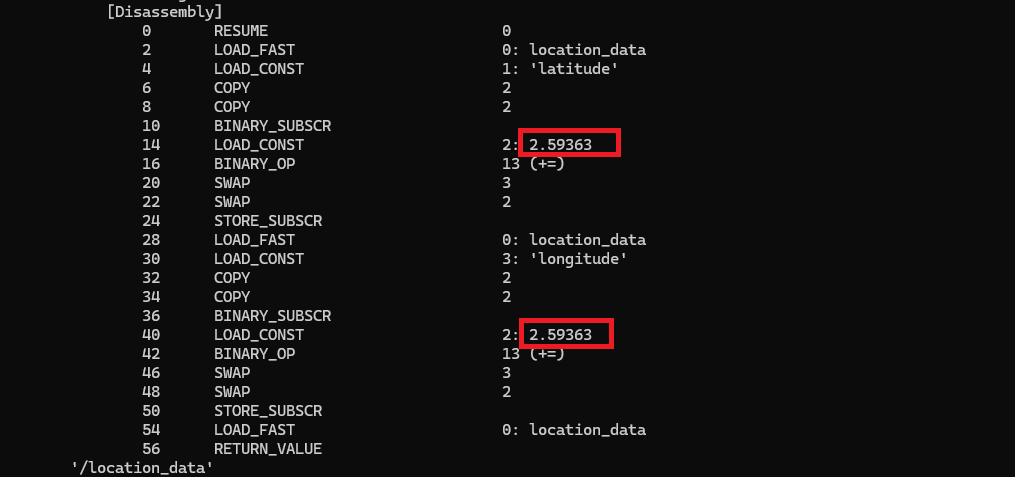 [Disassembly]
0 RESUME 0
2 LOAD_FAST 0: location_data
4 LOAD_CONST 1: 'latitude'
6 COPY 2
8 COPY 2
10 BINARY_SUBSCR
14 LOAD_CONST 2: 2.59363
16 BINARY_OP 13 (+=)
20 SWAP 3
22 SWAP 2
24 STORE_SUBSCR
28 LOAD_FAST 0: location_data
30 LOAD_CONST 3: 'longitude'
32 COPY 2
34 COPY 2
36 BINARY_SUBSCR
40 LOAD_CONST 2: 2.59363
42 BINARY_OP 13 (+=)
46 SWAP 3
48 SWAP 2
50 STORE_SUBSCR
54 LOAD_FAST 0: location_data
56 RETURN_VALUE
'/location_data'